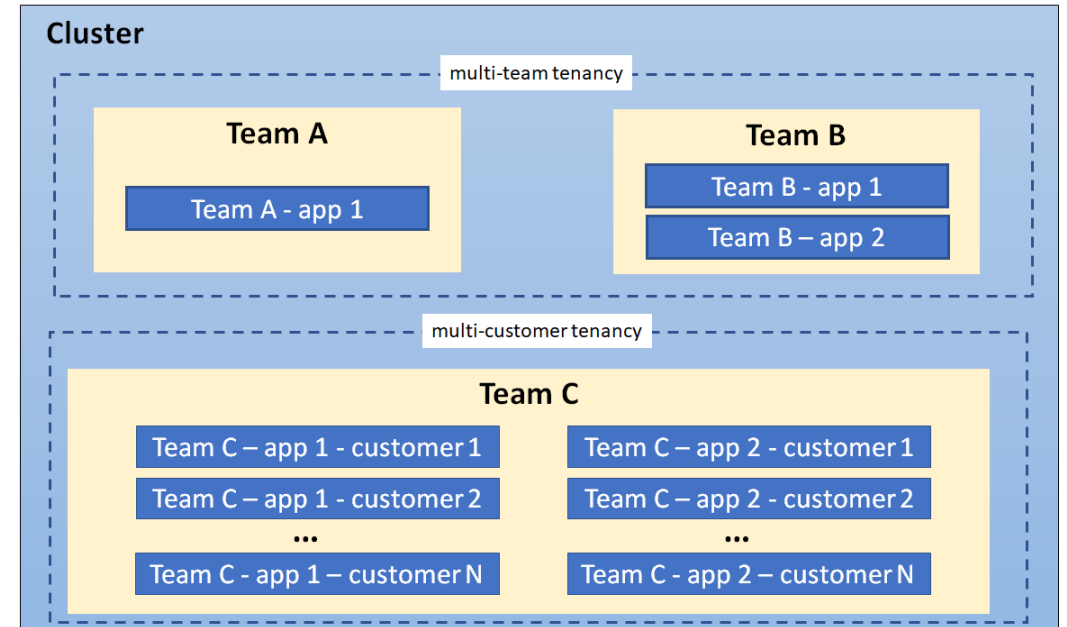 Cluster
multi-team tenancy
Team A
Team A - app 1
Team B
Team B - app 1
Team B – app 2
multi-customer tenancy
Team C
Team C – app 1 - customer 1
Team C – app 1 - customer 2
...
Team C - app 1 – customer N
Team C – app 2 - customer 1
Team C – app 2 - customer 2
...
Team C - app 2 – customer N